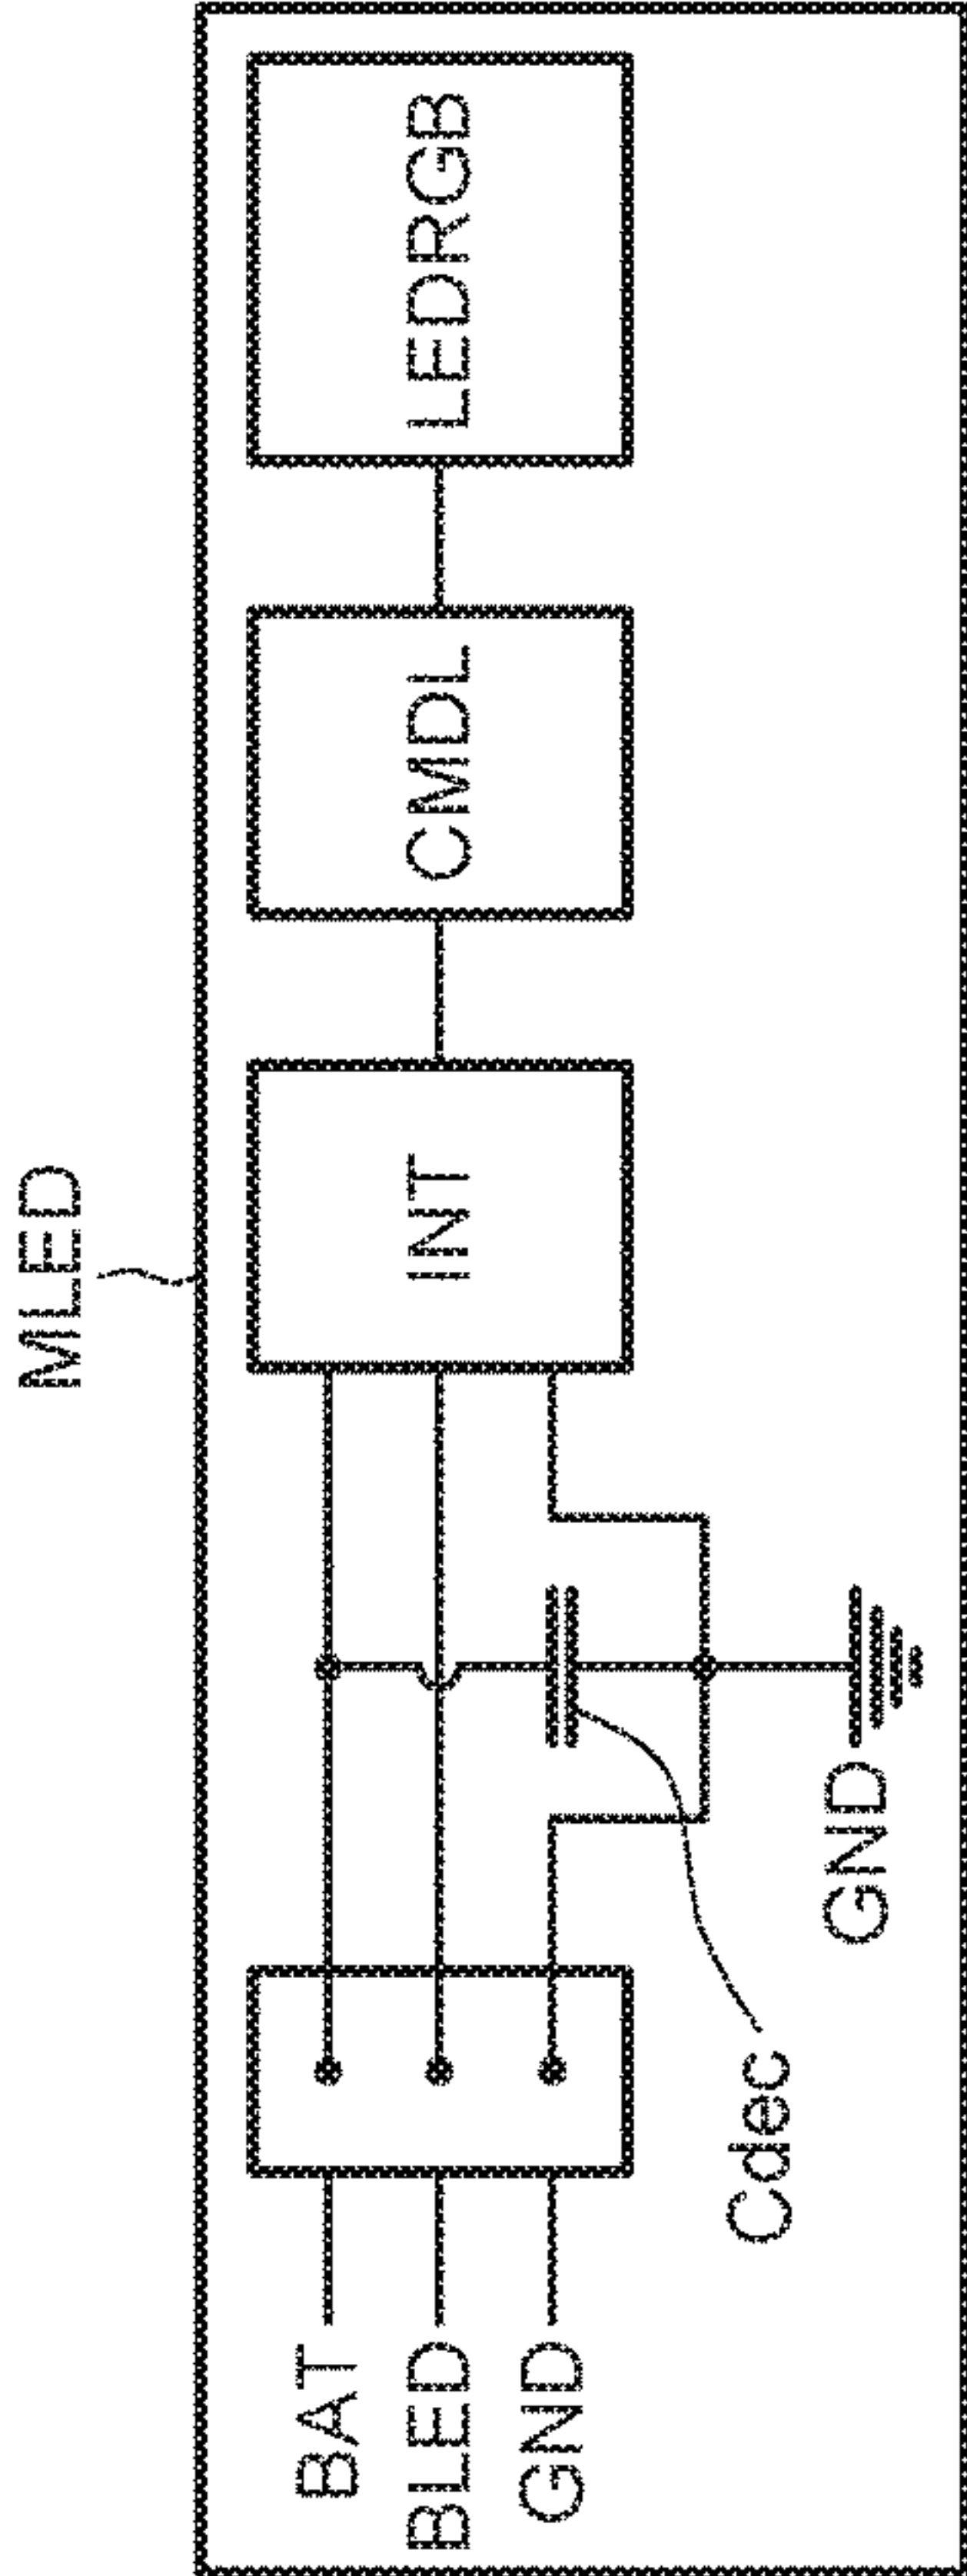 MLED
BAT
BLED
GND
INT
CMDL
LEDRGB
Cdec
GND